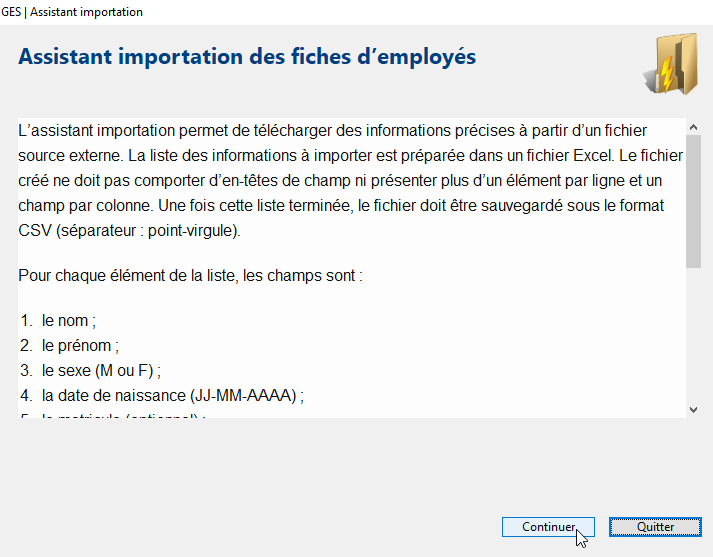 GES | Assistant importation
Assistant importation des fiches d’employés
L’assistant importation permet de télécharger des informations précises à partir d’un fichier
source externe. La liste des informations à importer est préparée dans un fichier Excel. Le fichier
créé ne doit pas comporter d’en-têtes de champ ni présenter plus d’un élément par ligne et un
champ par colonne. Une fois cette liste terminée, le fichier doit être sauvegardé sous le format
CSV (séparateur : point-virgule).
Pour chaque élément de la liste, les champs sont :
1. le nom ;
2. le prénom ;
3. le sexe (M ou F) ;
4. la date de naissance (JJ-MM-AAAA) ;
5. le matricule (optionnel) ;
Continuer
Quitter